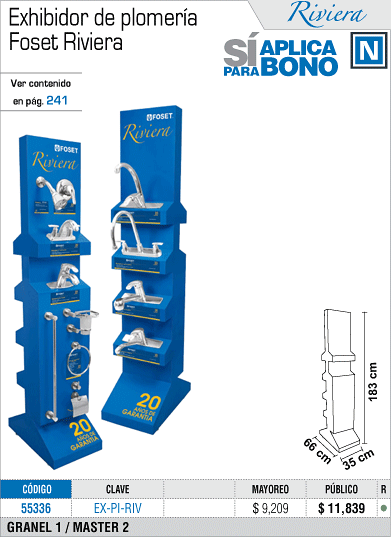 Exhibidor de plomería
Foset Riviera
Riviera
SÍ APLICA
PARA BONO N
Ver contenido
en pág. 241
FOSET
Riviera
FOSET
Riviera
FOSET
20
AÑOS DE
GARANTÍA
20
AÑOS DE
GARANTÍA
183 cm
66 cm
35 cm
CÓDIGO CLAVE MAYOREO PÚBLICO R
55336 EX-PI-RIV $ 9,209 $ 11,839
GRANEL 1 / MASTER 2